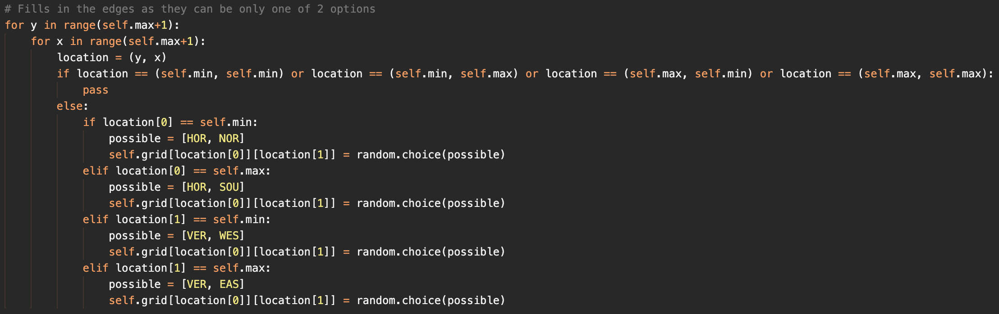 # Fills in the edges as they can be only one of 2 options
for y in range(self.max+1):
    for x in range(self.max+1):
        location = (y, x)
        if location == (self.min, self.min) or location == (self.min, self.max) or location == (self.max, self.min) or location == (self.max, self.max):
            pass
        else:
            if location[0] == self.min:
                possible = [HOR, NOR]
                self.grid[location[0]][location[1]] = random.choice(possible)
            elif location[0] == self.max:
                possible = [HOR, SOU]
                self.grid[location[0]][location[1]] = random.choice(possible)
            elif location[1] == self.min:
                possible = [VER, WES]
                self.grid[location[0]][location[1]] = random.choice(possible)
            elif location[1] == self.max:
                possible = [VER, EAS]
                self.grid[location[0]][location[1]] = random.choice(possible)